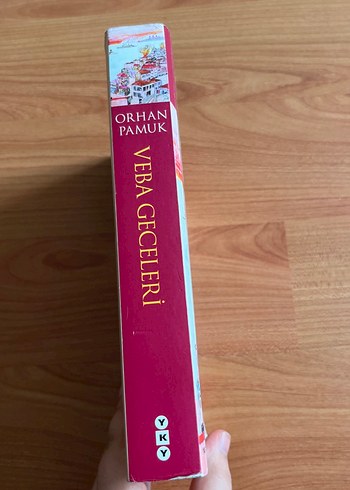 ORHAN
PAMUK
VEBA GECELERİ
YKY